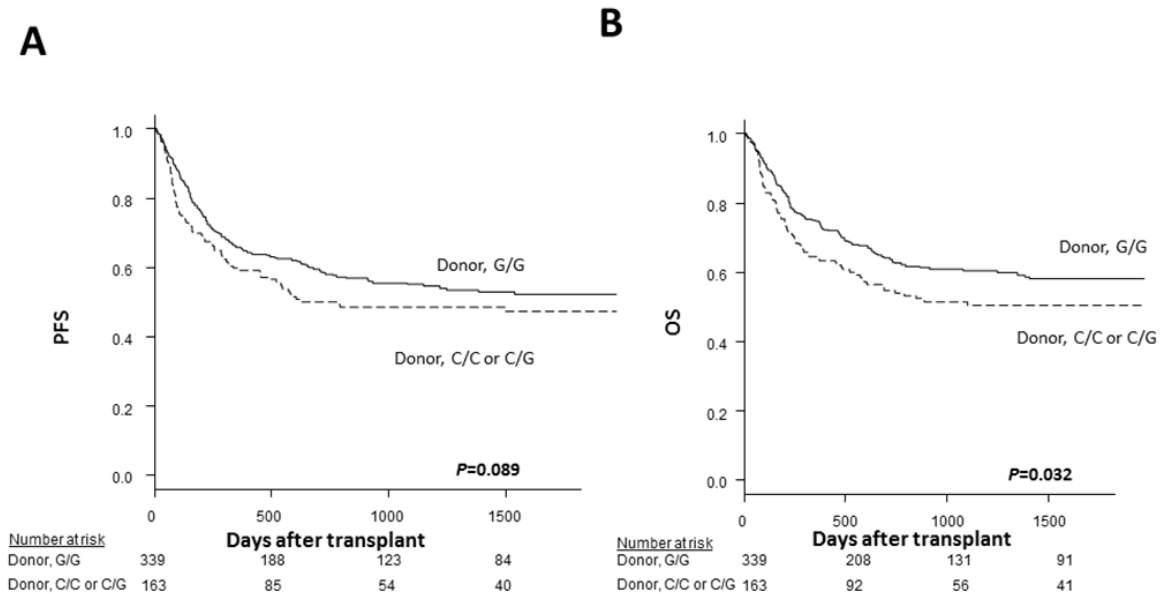 A
1.0
0.8
0.6
0.4
0.2
0.0
PFS
Donor, G/G
Donor, C/C or C/G
P=0.089
0 500 1000 1500
Days after transplant
Number at risk
Donor, G/G 339 188 123 84
Donor, C/C or C/G 163 85 54 40
B
1.0
0.8
0.6
0.4
0.2
0.0
OS
Donor, G/G
Donor, C/C or C/G
P=0.032
0 500 1000 1500
Days after transplant
Number at risk
Donor, G/G 339 208 131 91
Donor, C/C or C/G 163 92 56 41